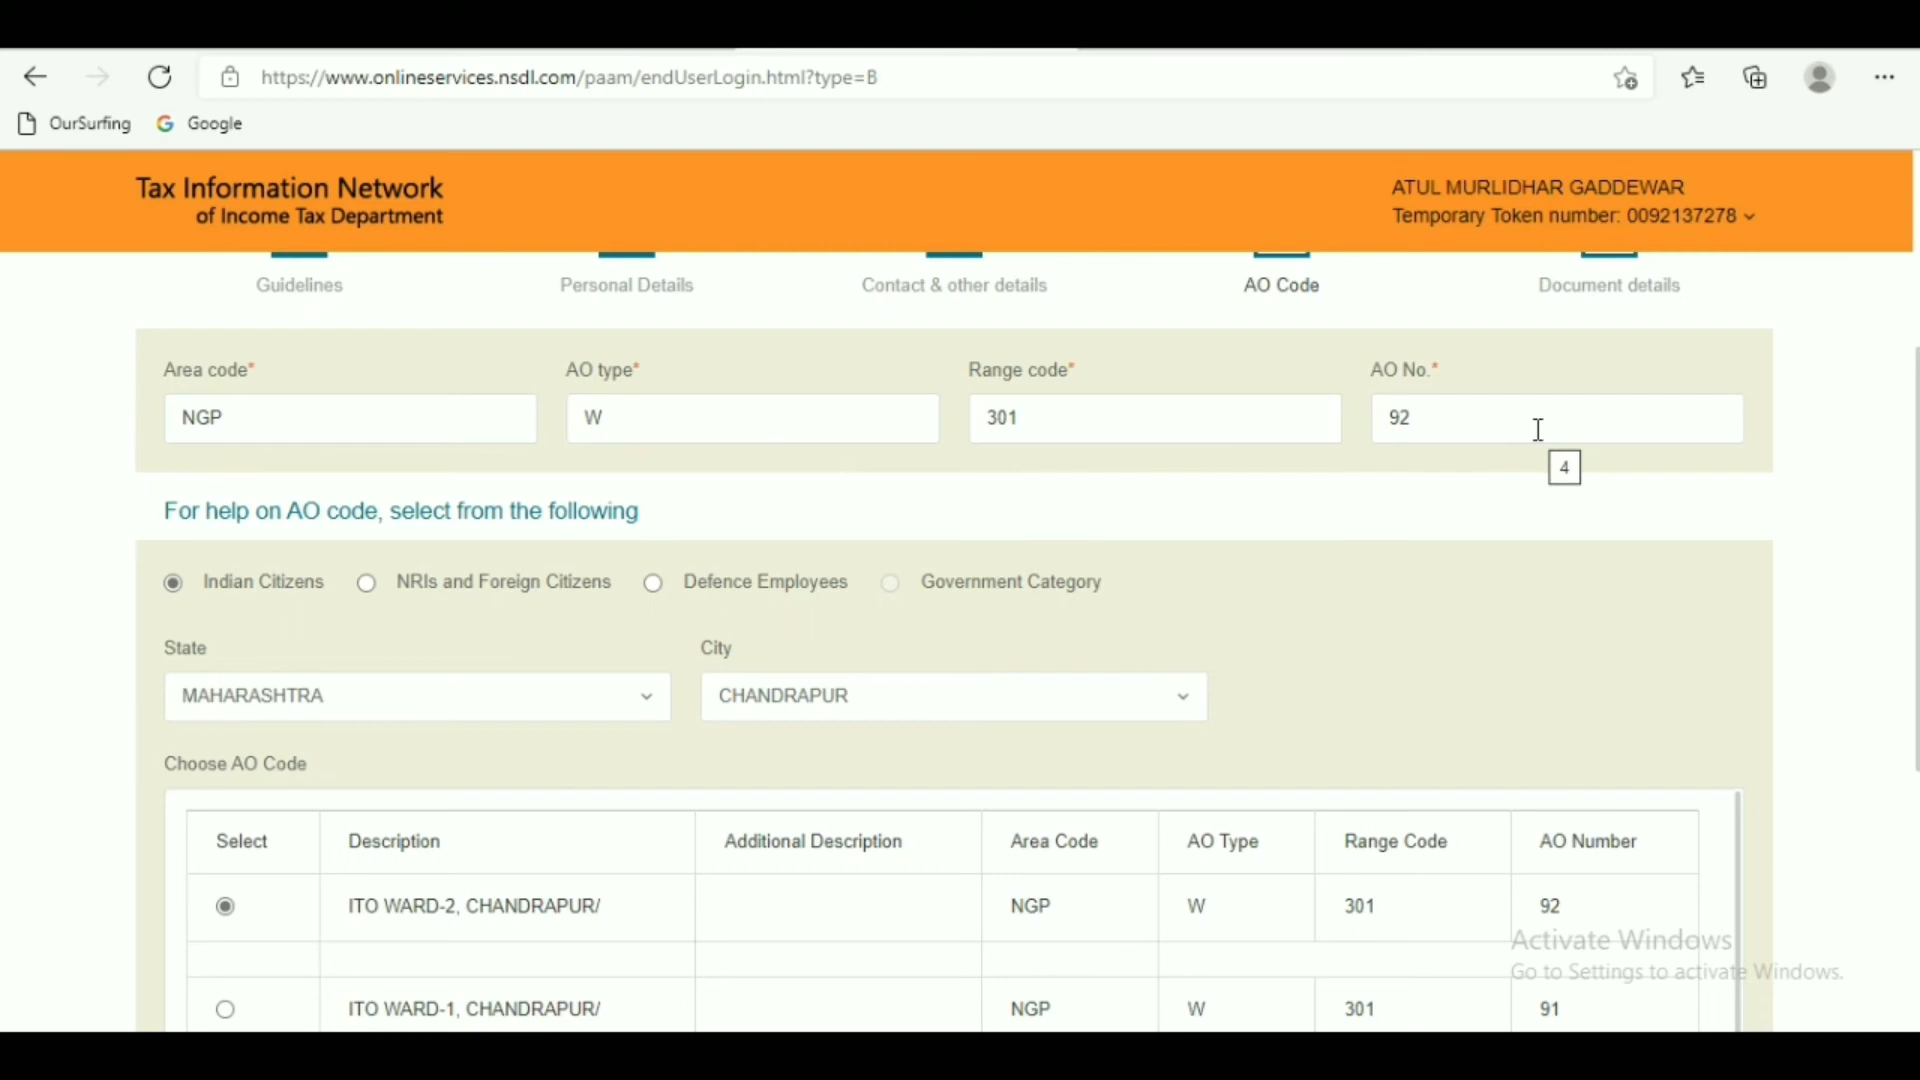 https://www.onlineservices.nsdl.com/paam/endUserLogin.html?type=B
OurSurfing Google
Tax Information Network
of Income Tax Department
ATUL MURLIDHAR GADDEWAR
Temporary Token number: 0092137278
Guidelines Personal Details Contact & other details AO Code Document details
Area code* AO type* Range code* AO No.*
NGP W 301 92
4
For help on AO code, select from the following
Indian Citizens NRIs and Foreign Citizens Defence Employees Government Category
State City
MAHARASHTRA CHANDRAPUR
Choose AO Code
Select Description Additional Description Area Code AO Type Range Code AO Number
ITO WARD-2, CHANDRAPUR/ NGP W 301 92
Activate Windows
Go to Settings to activate Windows.
ITO WARD-1, CHANDRAPUR/ NGP W 301 91